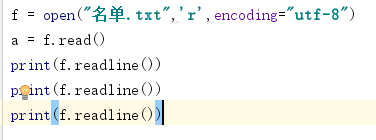 f = open("名单.txt",'r',encoding="utf-8")
a = f.read()
print(f.readline())
print(f.readline())
print(f.readline())